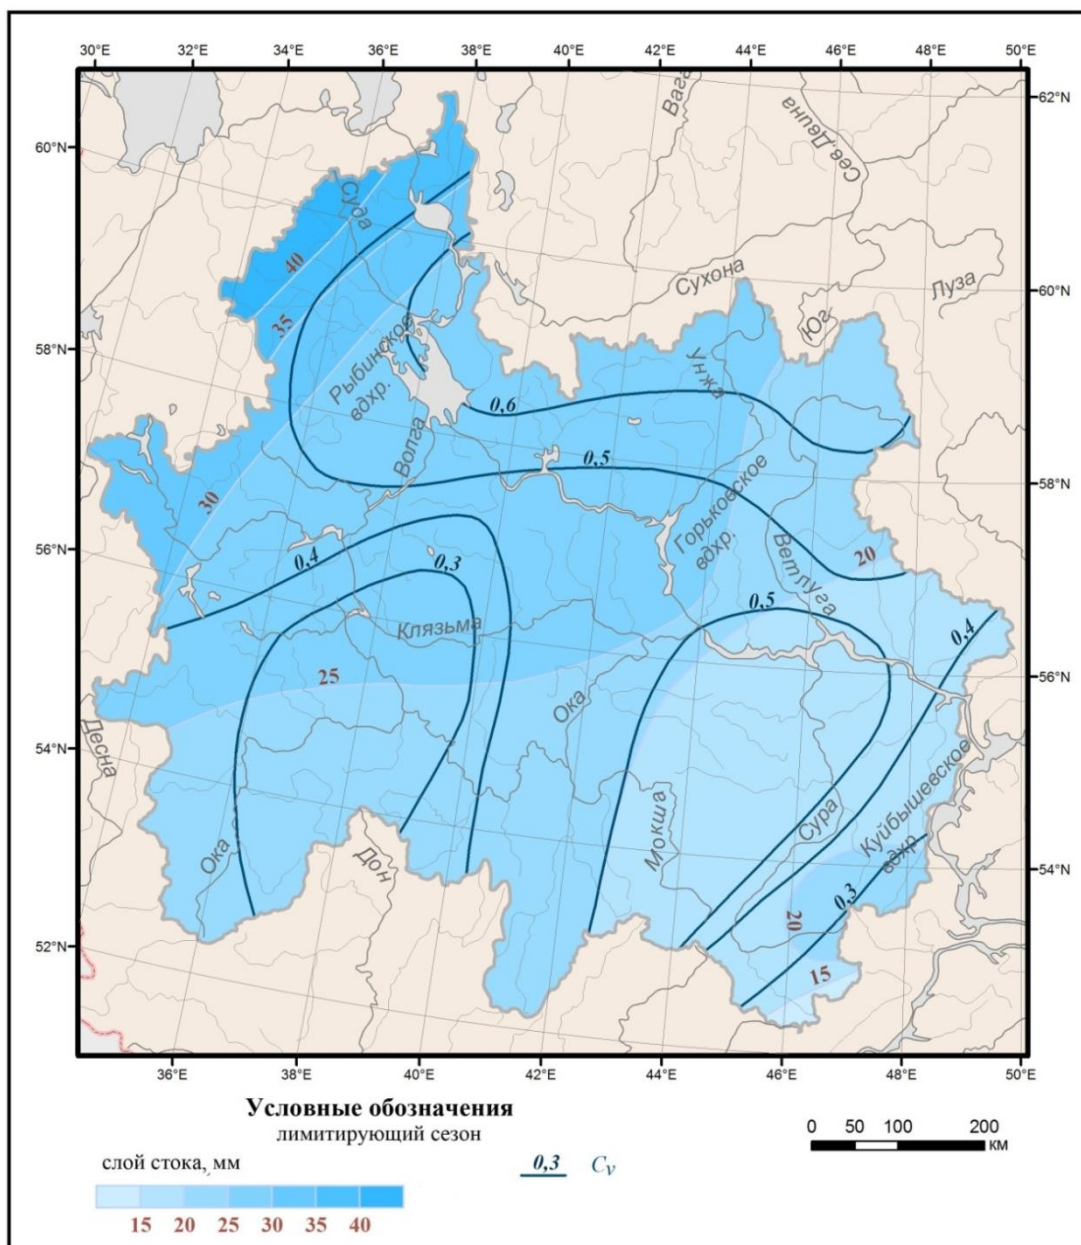 30°E 32°E 34°E 36°E 38°E 40°E 42°E 44°E 46°E 48°E 50°E
62°N
60°N
Вага
Сев.Двина
Суда
40
Сухона
Луза
60°N
35
Юг
58°N
Рыбинское
вдхр.
Унжа
0,6
Волга
0,5
30
58°N
Горьковское
вдхр.
56°N
0,4
0,3
Ветлуга
20
0,5
Клязьма
0,4
25
56°N
Ока
Десна
54°N
Куйбышевское
вдхр.
Мокша
Сура
Ока
Дон
54°N
0,3
20
52°N
15
36°E 38°E 40°E 42°E 44°E 46°E 48°E 50°E
Условные обозначения
лимитирующий сезон
0 50 100 200
КМ
слой стока, мм
0,3 Cv
15 20 25 30 35 40